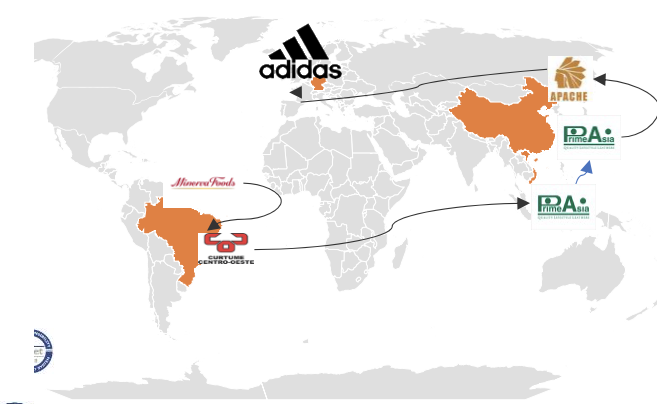 adidas
APACHE
PrimeAsia
Minerva Foods
PrimeAsia
CURTUME
CENTRO-OESTE